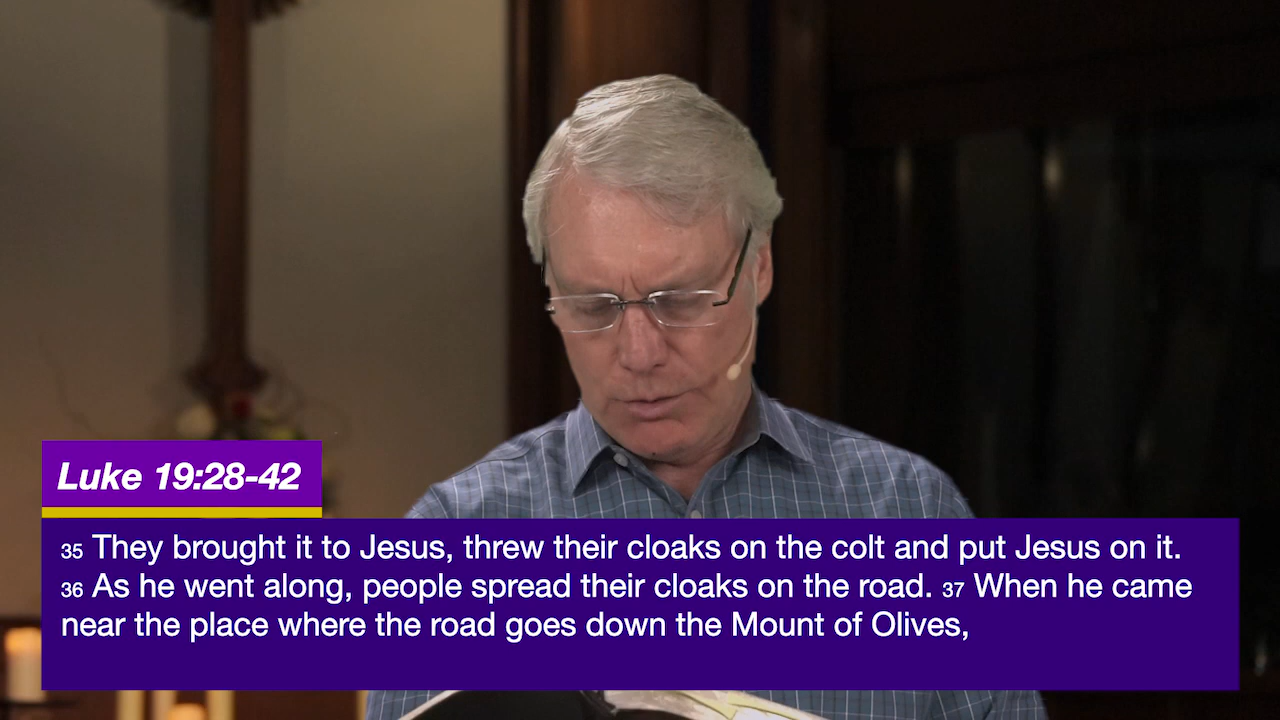 Luke 19:28-42
35 They brought it to Jesus, threw their cloaks on the colt and put Jesus on it.
36 As he went along, people spread their cloaks on the road. 37 When he came
near the place where the road goes down the Mount of Olives,